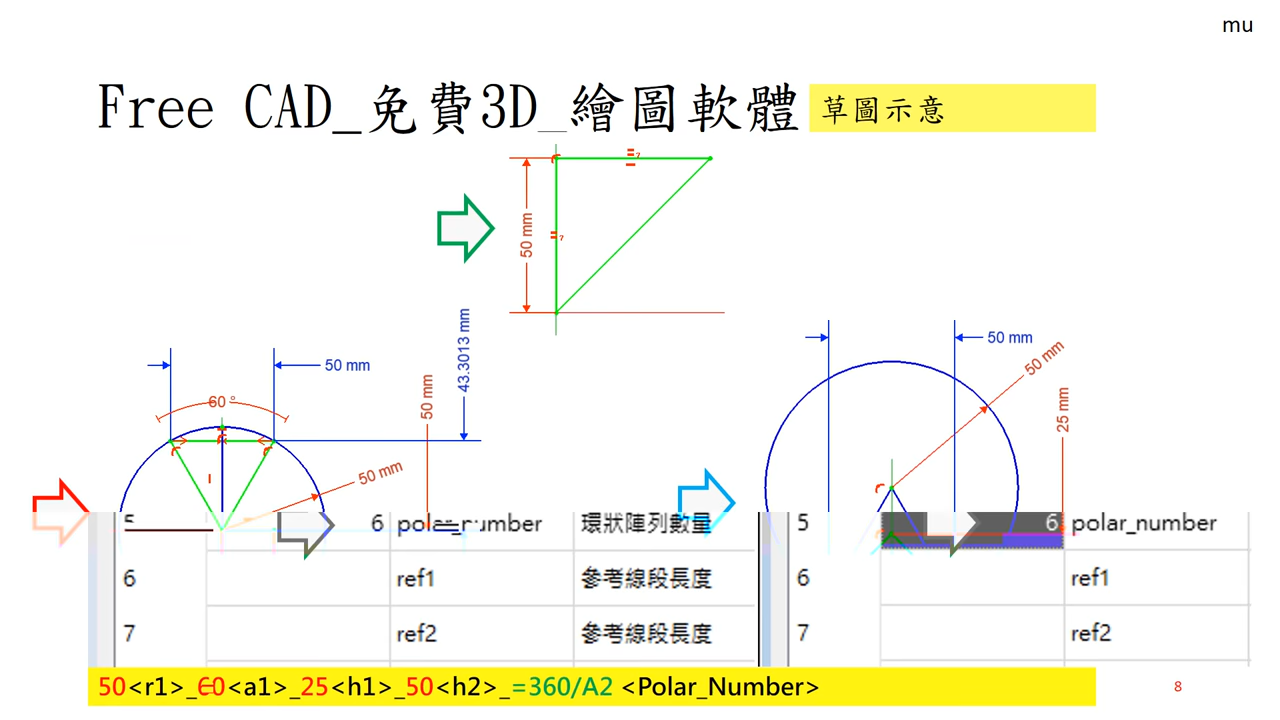 mu
Free CAD_免費3D_繪圖軟體
草圖示意
50 mm
50 mm
60 °
50 mm
43.3013 mm
50 mm
50 mm
50 mm
25 mm
5 6 polar_number 環狀陣列數量
6 ref1 參考線段長度
7 ref2 參考線段長度
5 6 polar_number
6 ref1
7 ref2
50<r1>_60<a1>_25<h1>_50<h2>_=360/A2 <Polar_Number>
8